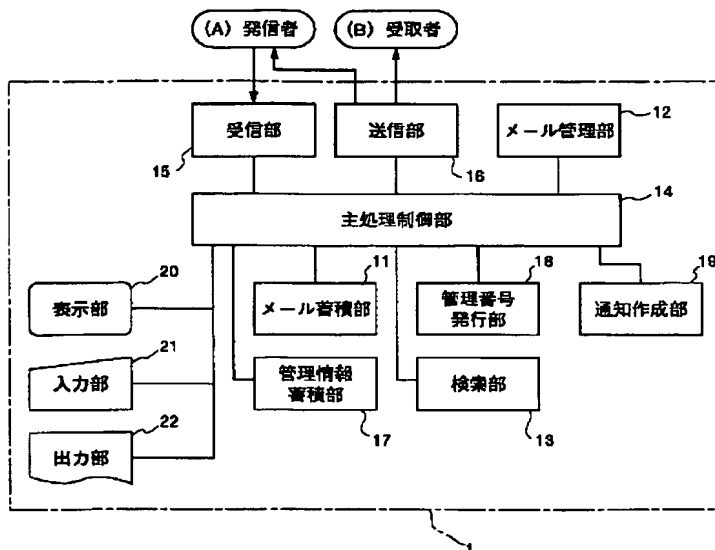 (A) 発信者
(B) 受取者
受信部
送信部
メール管理部
12
15
16
14
主処理制御部
20
11
18
19
表示部
メール蓄積部
管理番号
発行部
通知作成部
21
入力部
管理情報
蓄積部
検索部
22
出力部
17
13
1